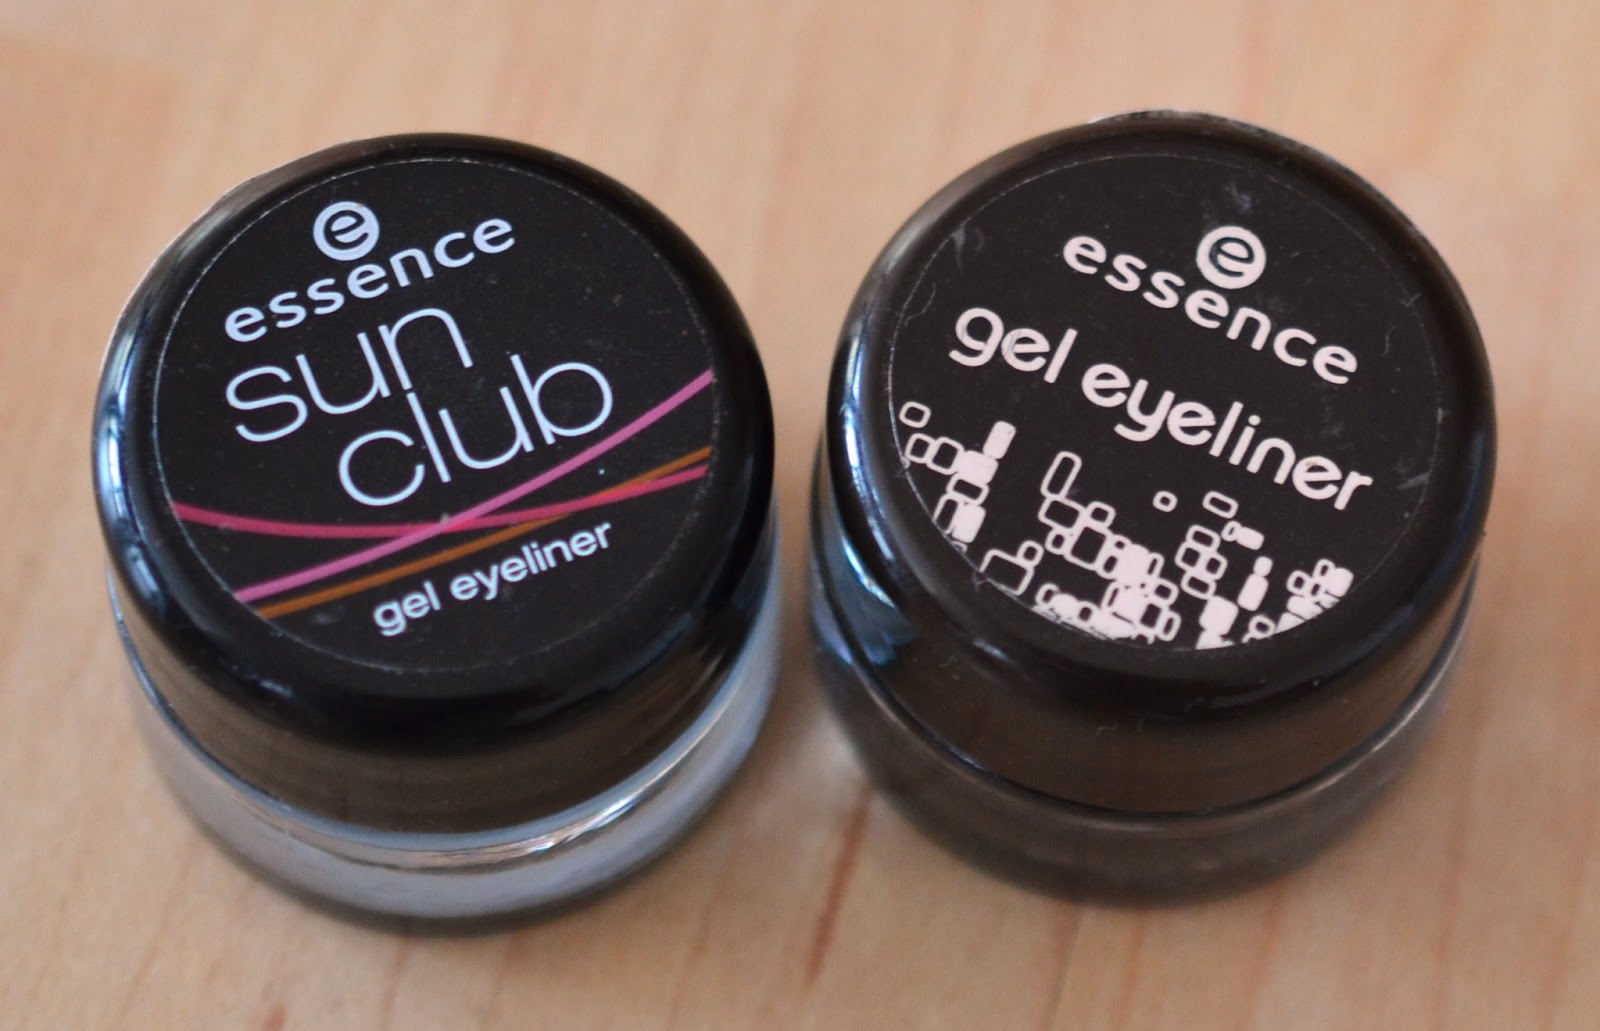 e
essence
sun
club
gel eyeliner
e
essence
gel eyeliner